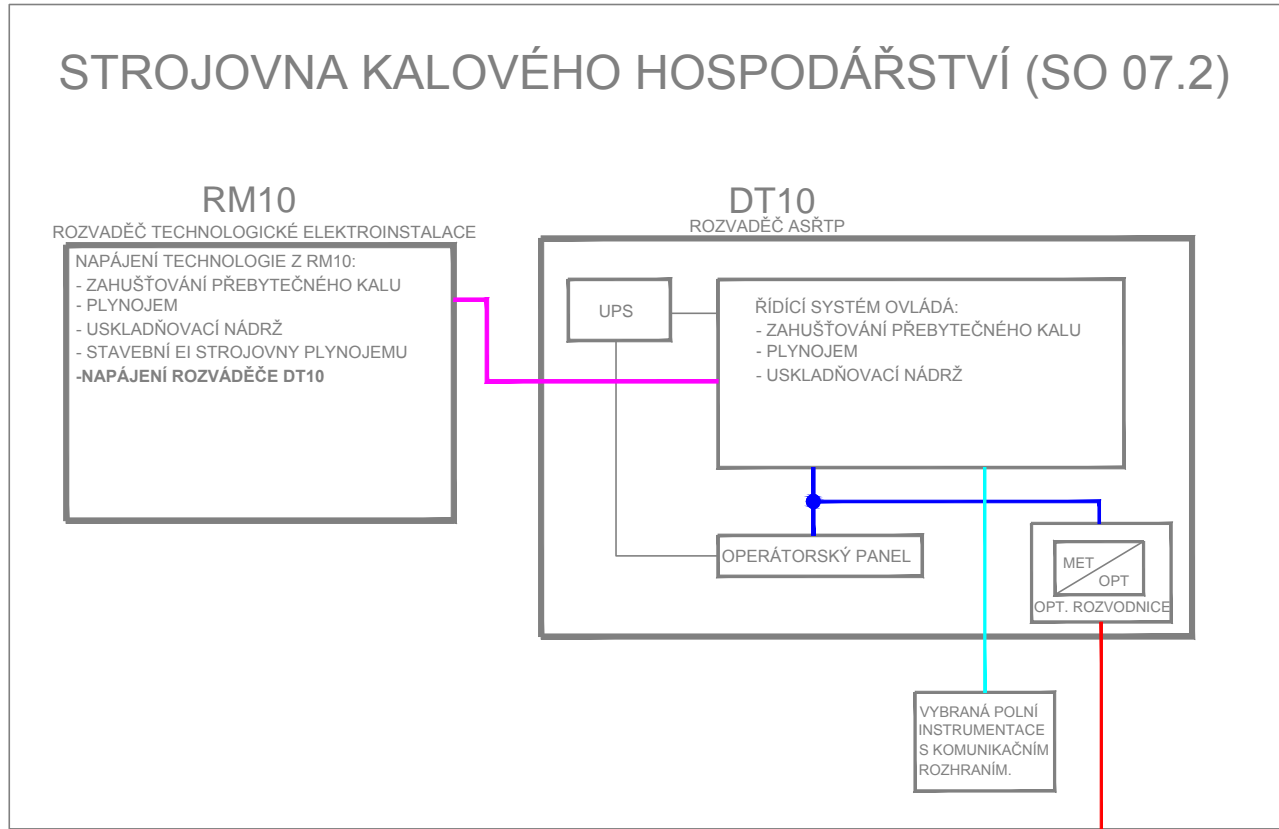 STROJOVNA KALOVÉHO HOSPODÁŘSTVÍ (SO 07.2)
RM10
ROZVADĚČ TECHNOLOGICKÉ ELEKTROINSTALACE
NAPÁJENÍ TECHNOLOGIE Z RM10:
- ZAHUŠŤOVÁNÍ PŘEBYTEČNÉHO KALU
- PLYNOJEM
- USKLADŇOVACÍ NÁDRŽ
- STAVEBNÍ EI STROJOVNY PLYNOJEMU
-NAPÁJENÍ ROZVÁDĚČE DT10
DT10
ROZVADĚČ ASŘTP
UPS
ŘÍDÍCÍ SYSTÉM OVLÁDÁ:
- ZAHUŠŤOVÁNÍ PŘEBYTEČNÉHO KALU
- PLYNOJEM
- USKLADŇOVACÍ NÁDRŽ
OPERÁTORSKÝ PANEL
MET
OPT
OPT. ROZVODNICE
VYBRANÁ POLNÍ
INSTRUMENTACE
S KOMUNIKAČNÍM
ROZHRANÍM.